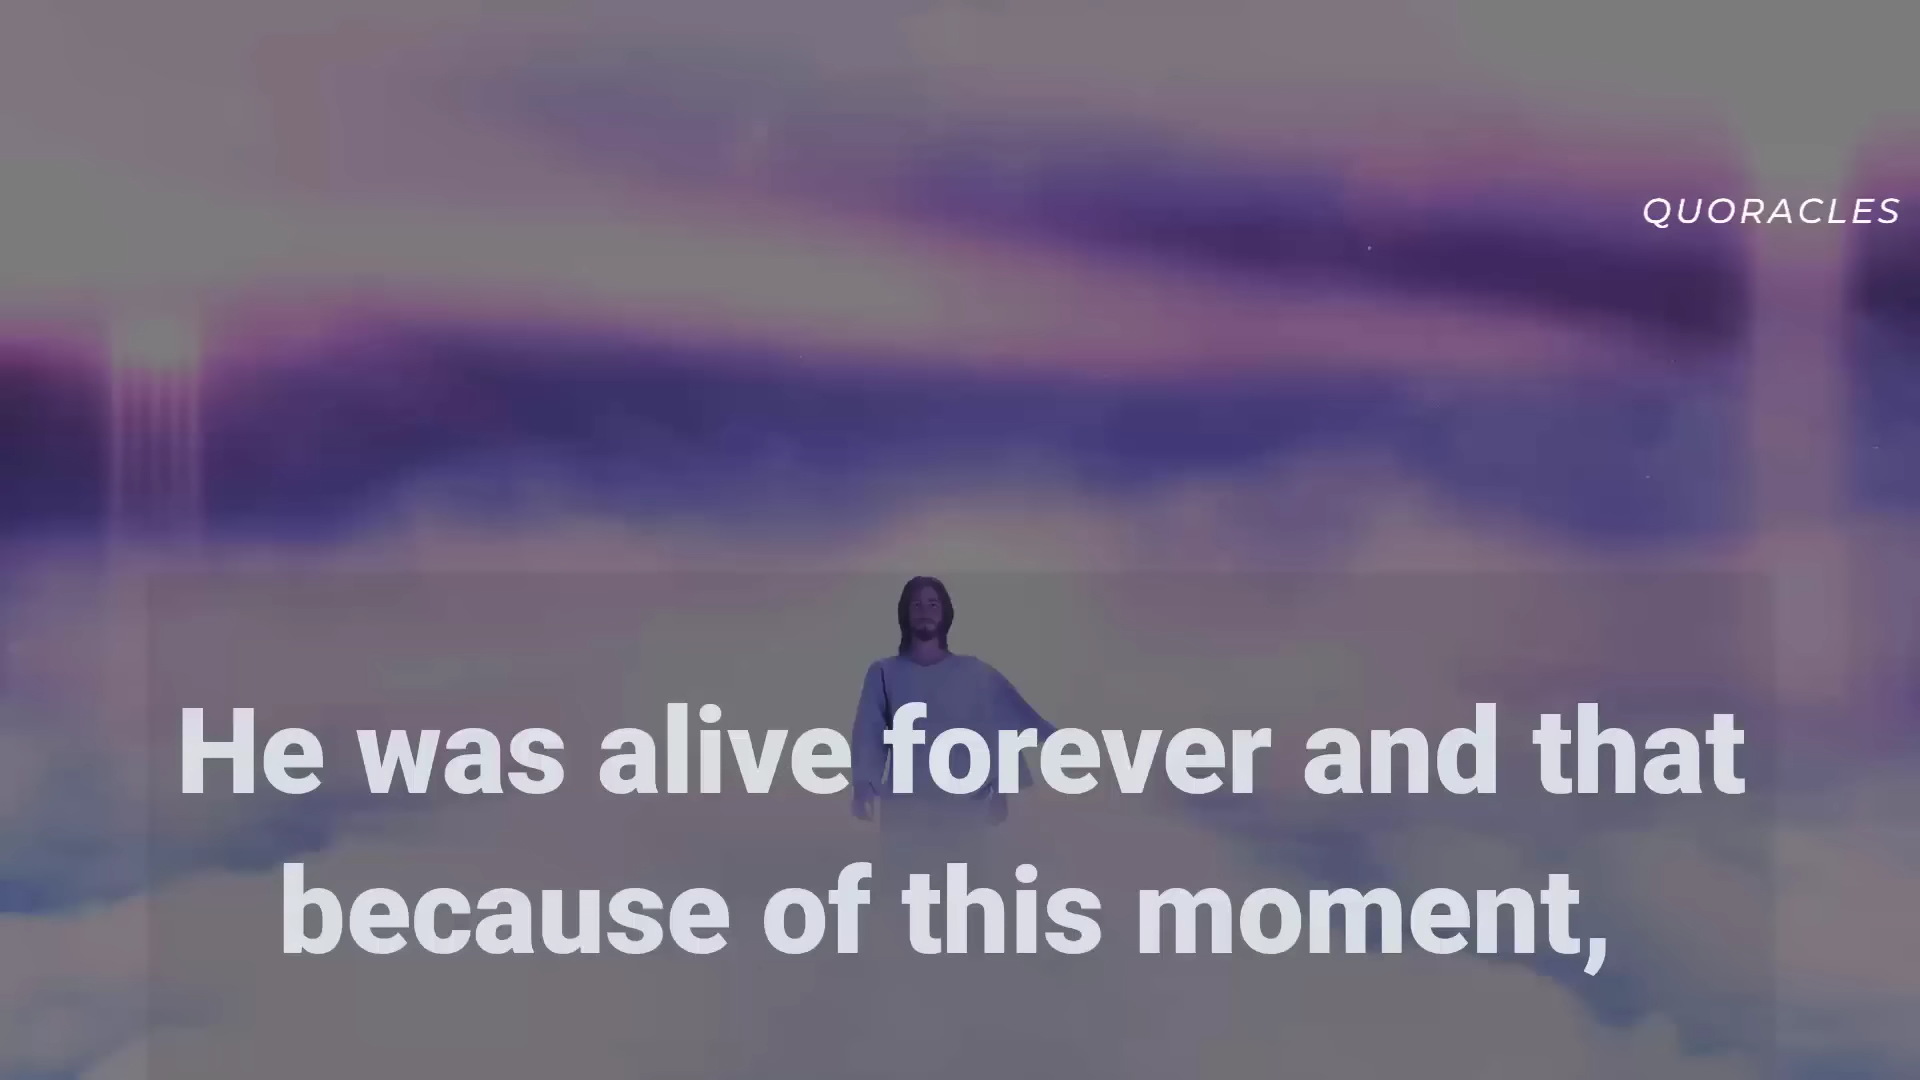 QUORACLES
He was alive forever and that
because of this moment,